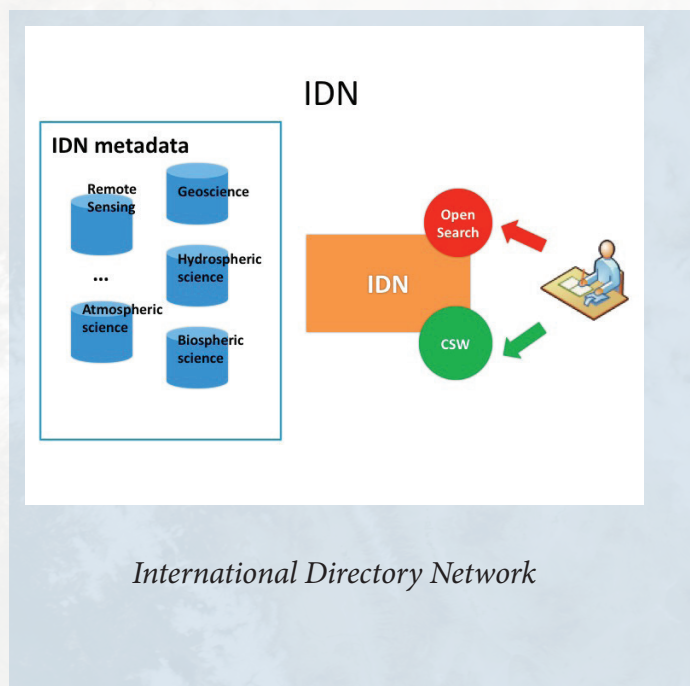 IDN
IDN metadata
Remote
Sensing
Geoscience
...
Hydrospheric
science
Atmospheric
science
Biospheric
science
IDN
Open
Search
CSW
International Directory Network